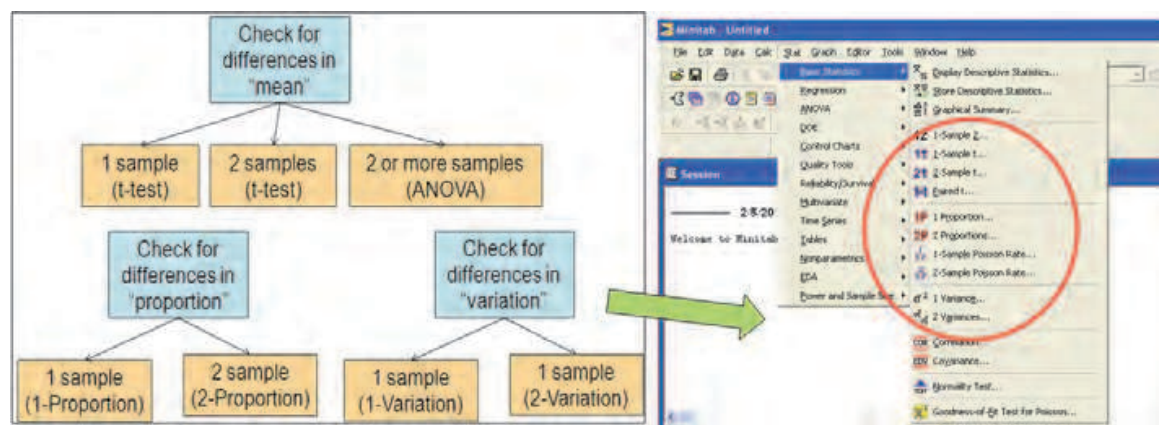 Check for
differences in
"mean"
1 sample
(t-test)
2 samples
(t-test)
2 or more samples
(ANOVA)
Check for
differences in
"proportion"
Check for
differences in
"variation"
1 sample
(1-Proportion)
2 sample
(2-Proportion)
1 sample
(1-Variation)
1 sample
(2-Variation)
Minitab - Untitled
File Edit Data Calc Stat Graph Editor Tools Window Help
Basic Statistics
Regression
ANOVA
DOE
Control Charts
Quality Tools
Reliability/Survival
Multivariate
Time Series
Tables
Nonparametrics
EDA
Power and Sample Size
Display Descriptive Statistics...
Store Descriptive Statistics...
Graphical Summary...
1-Sample Z...
1-Sample t...
2-Sample t...
Paired t...
1P 1 Proportion...
2P 2 Proportions...
1-Sample Poisson Rate...
2-Sample Poisson Rate...
1 Variance...
2 Variances...
COR Correlation...
COV Covariance...
Normality Test...
Goodness-of-Fit Test for Poisson...
Session
Welcome to Minitab